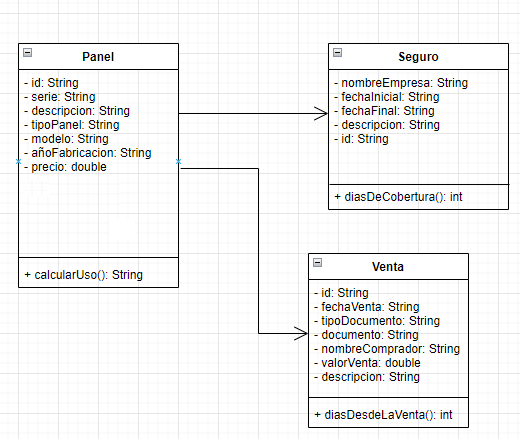 Panel
- id: String
- serie: String
- descripcion: String
- tipoPanel: String
- modelo: String
- añoFabricacion: String
- precio: double
+ calcularUso(): String
Seguro
- nombreEmpresa: String
- fechaInicial: String
- fechaFinal: String
- descripcion: String
- id: String
+ diasDeCobertura(): int
Venta
- id: String
- fechaVenta: String
- tipoDocumento: String
- documento: String
- nombreComprador: String
- valorVenta: double
- descripcion: String
+ diasDesdeLaVenta(): int